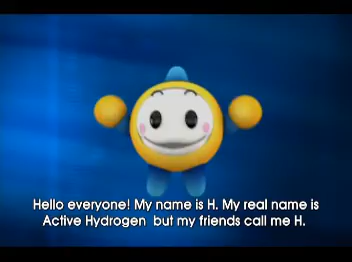 Hello everyone! My name is H. My real name is
Active Hydrogen but my friends call me H.